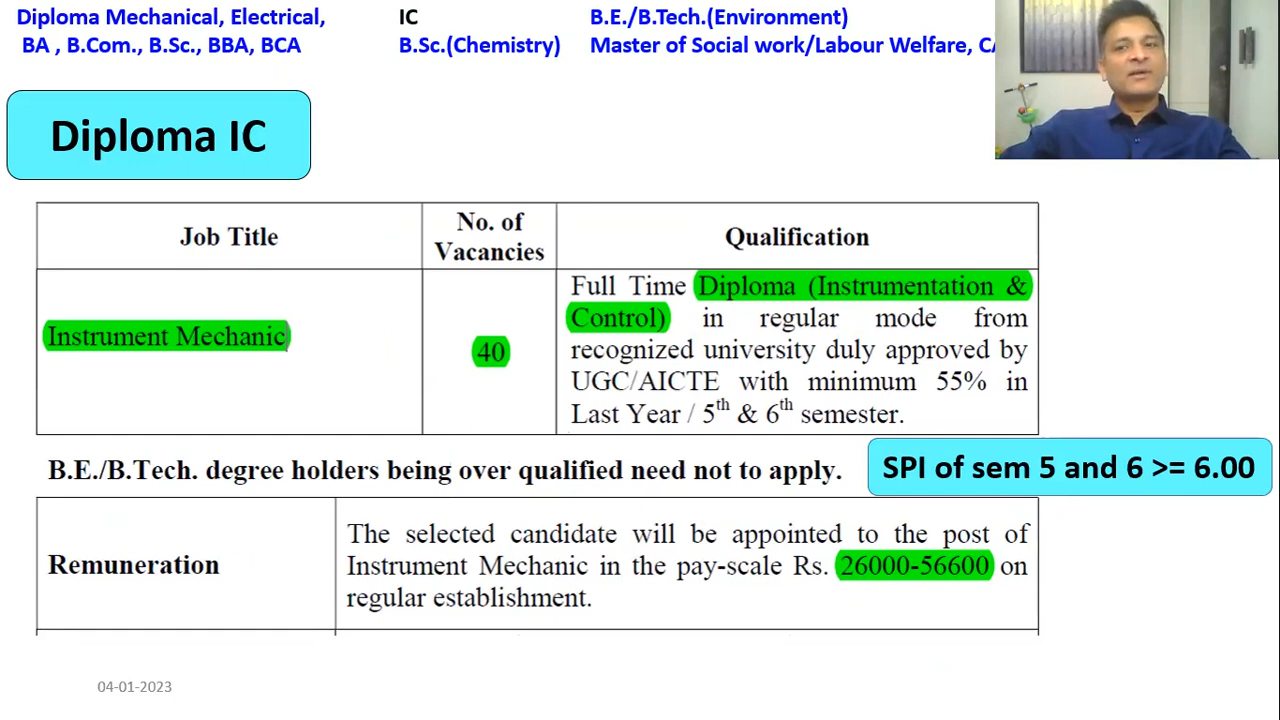 Diploma Mechanical, Electrical,
BA , B.Com., B.Sc., BBA, BCA
IC
B.Sc.(Chemistry)
B.E./B.Tech.(Environment)
Master of Social work/Labour Welfare,
Diploma IC
Job Title
No. of
Vacancies
Qualification
Instrument Mechanic
40
Full Time Diploma (Instrumentation &
Control) in regular mode from
recognized university duly approved by
UGC/AICTE with minimum 55% in
Last Year / 5th & 6th semester.
B.E./B.Tech. degree holders being over qualified need not to apply.
SPI of sem 5 and 6 >= 6.00
Remuneration
The selected candidate will be appointed to the post of
Instrument Mechanic in the pay-scale Rs. 26000-56600 on
regular establishment.
04-01-2023